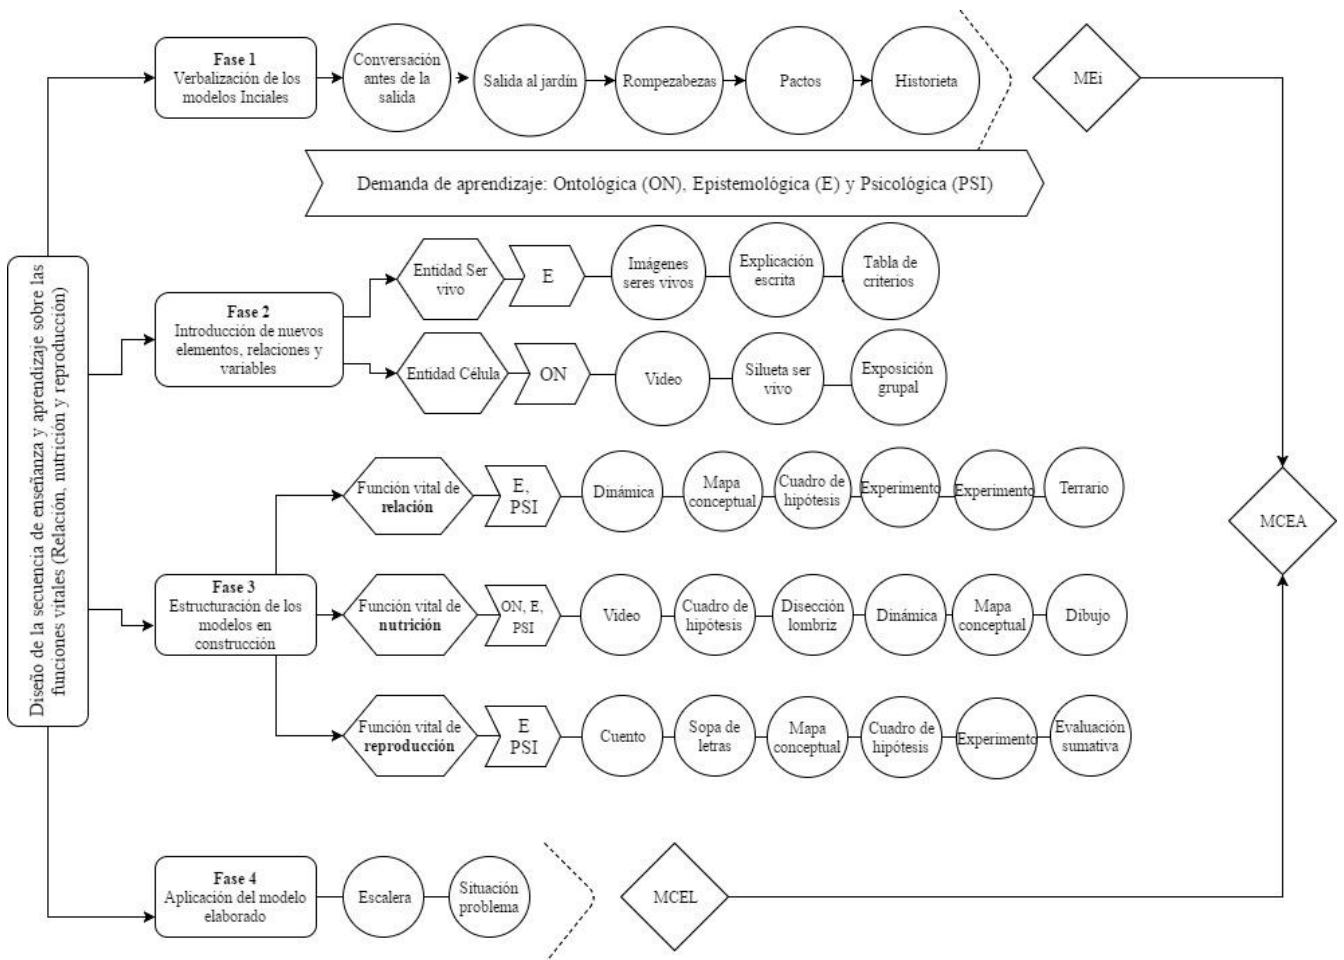 Fase 1
Verbalización de los
modelos Inciales
Conversación
antes de la
salida
Salida al jardín
Rompezabezas
Pactos
Historieta
MEi
Demanda de aprendizaje: Ontológica (ON), Epistemológica (E) y Psicológica (PSI)
Diseño de la secuencia de enseñanza y aprendizaje sobre las
funciones vitales (Relación, nutrición y reproducción)
Fase 2
Introducción de nuevos
elementos, relaciones y
variables
Entidad Ser
vivo
E
Imágenes
seres vivos
Explicación
escrita
Tabla de
criterios
Entidad Célula
ON
Video
Silueta ser
vivo
Exposición
grupal
Fase 3
Estructuración de los
modelos en
construcción
Función vital de
relación
E,
PSI
Dinámica
Mapa
conceptual
Cuadro de
hipótesis
Experimento
Experimento
Terrario
Función vital de
nutrición
ON, E,
PSI
Video
Cuadro de
hipótesis
Disección
lombriz
Dinámica
Mapa
conceptual
Dibujo
Función vital de
reproducción
E
PSI
Cuento
Sopa de
letras
Mapa
conceptual
Cuadro de
hipótesis
Experimento
Evaluación
sumativa
MCEA
Fase 4
Aplicación del modelo
elaborado
Escalera
Situación
problema
MCEL